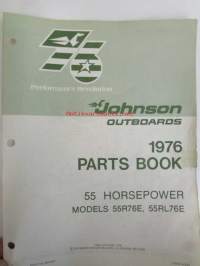 Performance Revolution
Johnson
OUTBOARDS
1976
PARTS BOOK
55 HORSEPOWER
MODELS 55R76E, 55RL76E